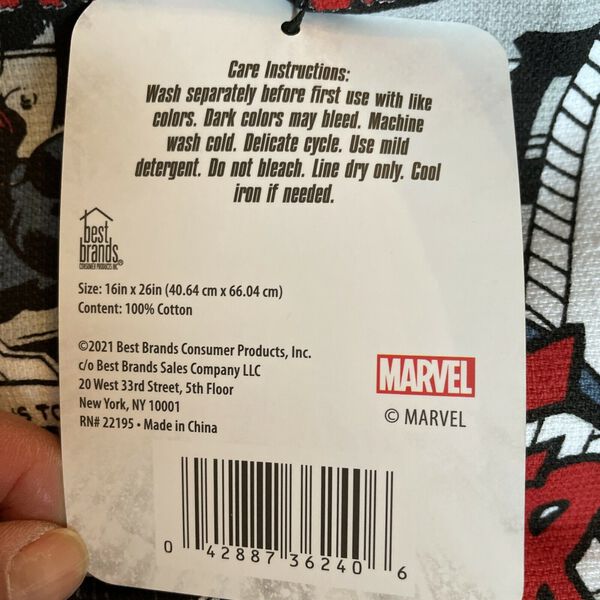 Care Instructions:
Wash separately before first use with like
colors. Dark colors may bleed. Machine
wash cold. Delicate cycle. Use mild
detergent. Do not bleach. Line dry only. Cool
iron if needed.
best
brands®
CONSUMER PRODUCTS INC
Size: 16in x 26in (40.64 cm x 66.04 cm)
Content: 100% Cotton
©2021 Best Brands Consumer Products, Inc.
c/o Best Brands Sales Company LLC
20 West 33rd Street, 5th Floor
New York, NY 10001
RN# 22195 • Made in China
MARVEL
© MARVEL
0 42887 36240 6